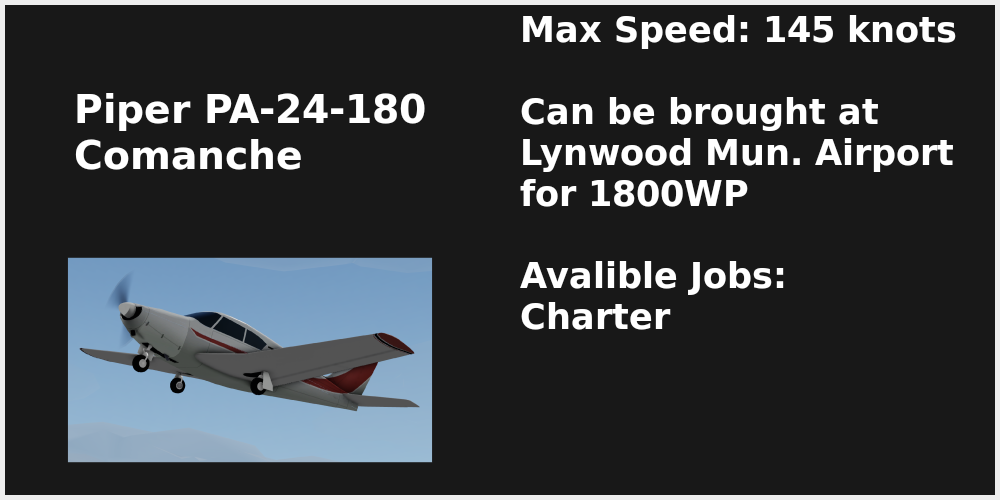 Piper PA-24-180
Comanche
Max Speed: 145 knots
Can be brought at
Lynwood Mun. Airport
for 1800WP
Avalible Jobs:
Charter